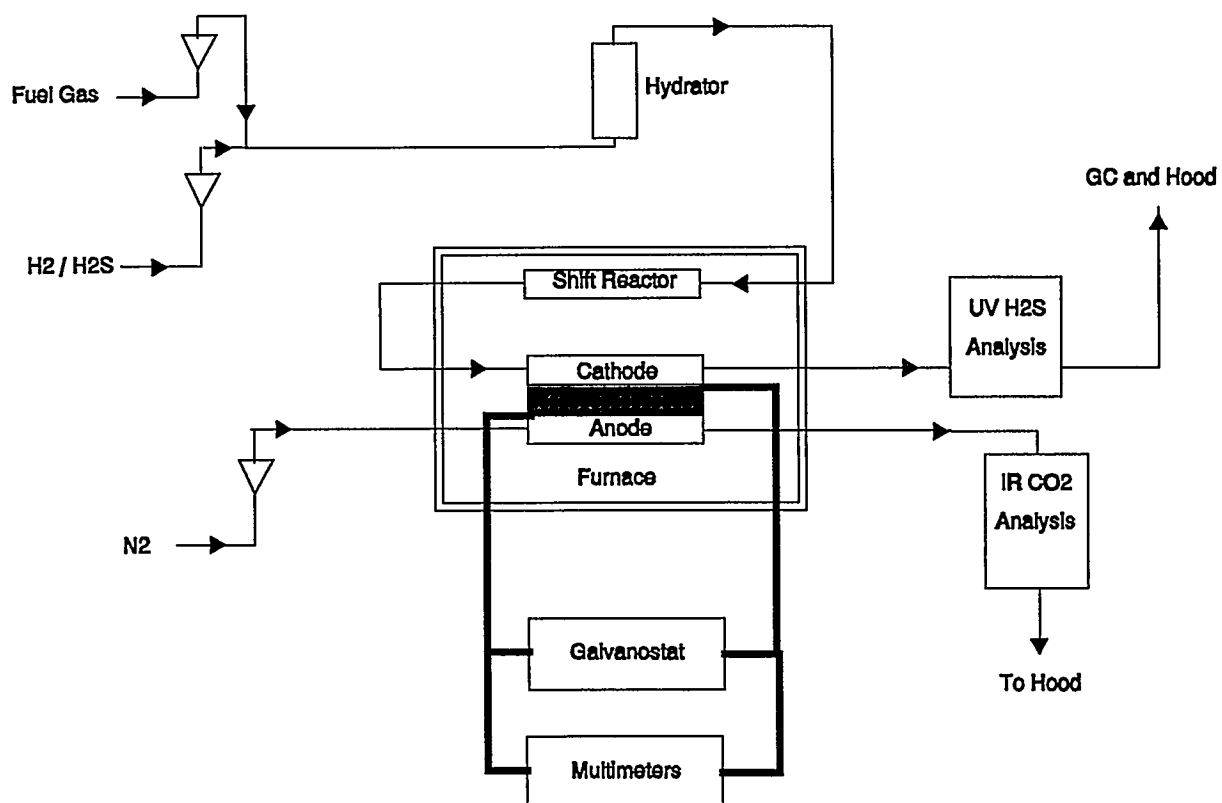 Fuel Gas
Hydrator
GC and Hood
H2 / H2S
Shift Reactor
UV H2S
Analysis
Cathode
Anode
Furnace
IR CO2
Analysis
N2
Galvanostat
To Hood
Multimeters